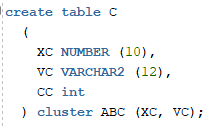 create table C
(
XC NUMBER (10),
VC VARCHAR2 (12),
CC int
) cluster ABC (XC, VC);